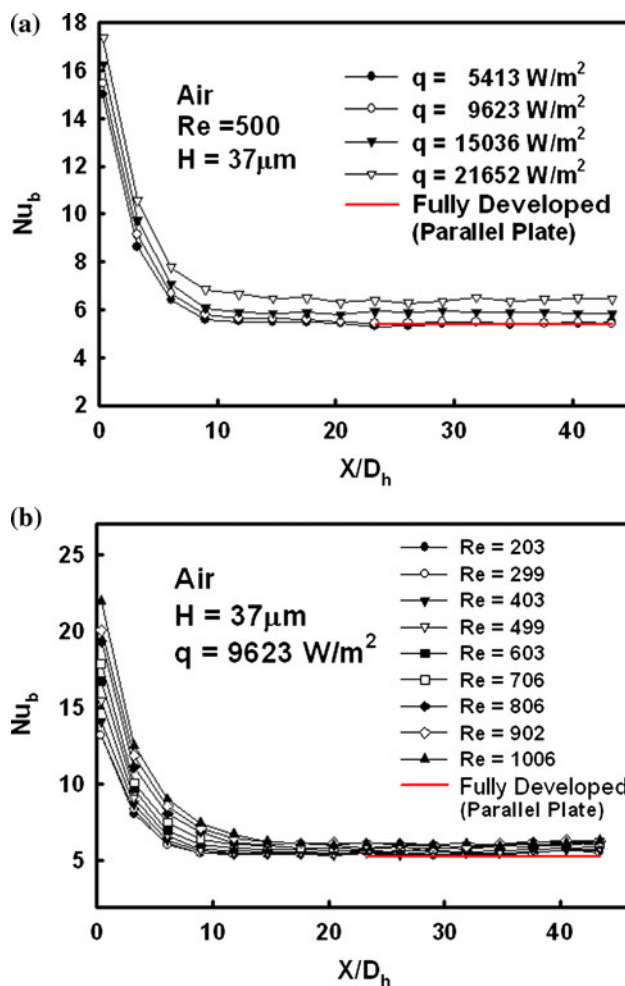 (a)
18
16
14
12
10
8
6
4
2
Nu_b
Air
Re =500
H = 37μm
q = 5413 W/m²
q = 9623 W/m²
q = 15036 W/m²
q = 21652 W/m²
Fully Developed
(Parallel Plate)
0 10 20 30 40
X/D_h
(b)
25
20
15
10
5
Nu_b
Air
H = 37μm
q = 9623 W/m²
Re = 203
Re = 299
Re = 403
Re = 499
Re = 603
Re = 706
Re = 806
Re = 902
Re = 1006
Fully Developed
(Parallel Plate)
0 10 20 30 40
X/D_h